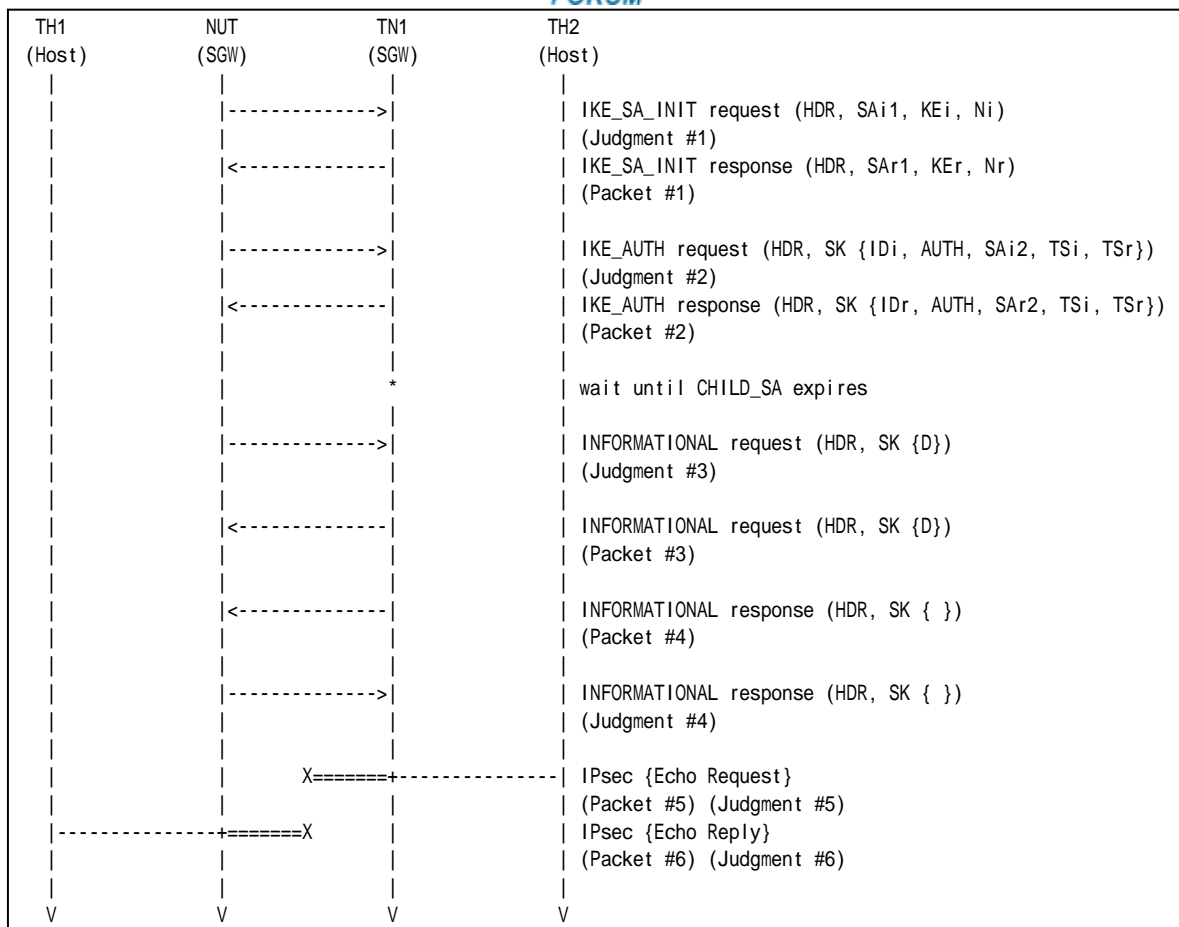 FORUM
TH1 NUT TN1 TH2
(Host) (SGW) (SGW) (Host)
| | | |
| |-------------->| | IKE_SA_INIT request (HDR, SAi1, KEi, Ni)
| | | | (Judgment #1)
| |<--------------| | IKE_SA_INIT response (HDR, SAr1, KEr, Nr)
| | | | (Packet #1)
| | | |
| |-------------->| | IKE_AUTH request (HDR, SK {IDi, AUTH, SAi2, TSi, TSr})
| | | | (Judgment #2)
| |<--------------| | IKE_AUTH response (HDR, SK {IDr, AUTH, SAr2, TSi, TSr})
| | | | (Packet #2)
| | | |
| | * | wait until CHILD_SA expires
| | | |
| |-------------->| | INFORMATIONAL request (HDR, SK {D})
| | | | (Judgment #3)
| | | |
| |<--------------| | INFORMATIONAL request (HDR, SK {D})
| | | | (Packet #3)
| | | |
| |<--------------| | INFORMATIONAL response (HDR, SK { })
| | | | (Packet #4)
| | | |
| |-------------->| | INFORMATIONAL response (HDR, SK { })
| | | | (Judgment #4)
| | | |
| | X=======+---------------| IPsec {Echo Request}
| | | | (Packet #5) (Judgment #5)
|---------------+=======X | | IPsec {Echo Reply}
| | | | (Packet #6) (Judgment #6)
| | | |
V V V V